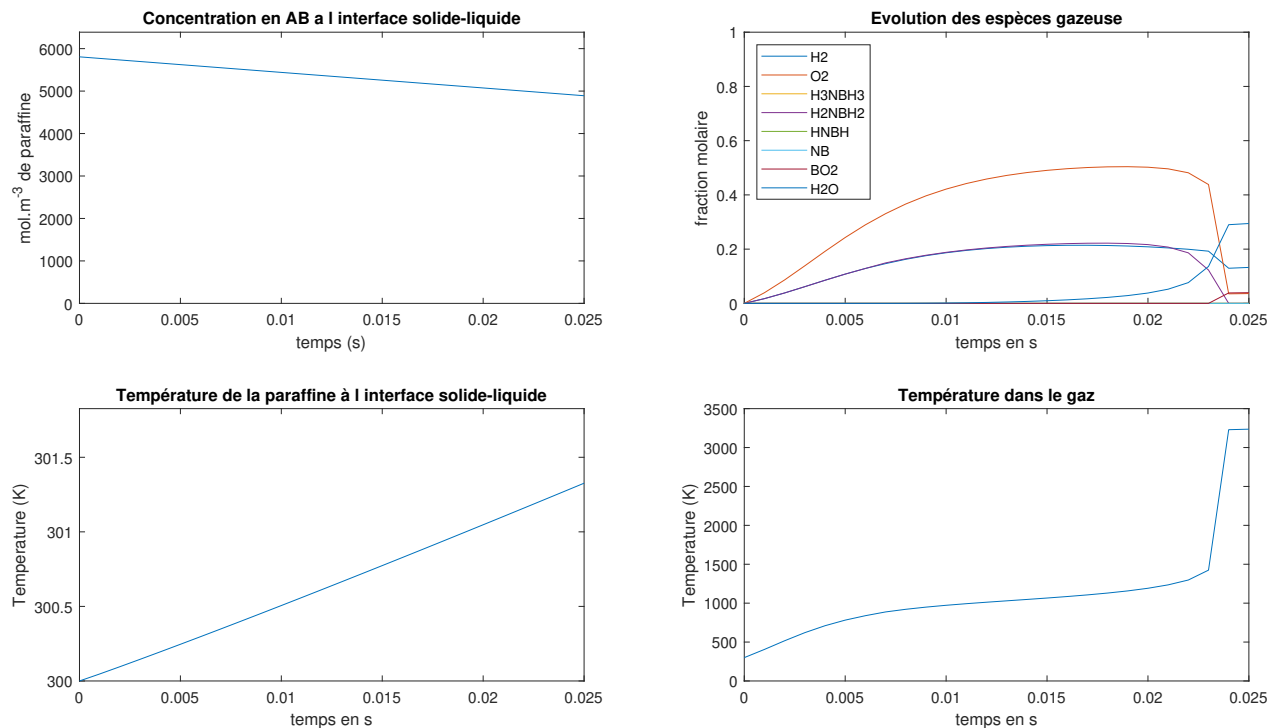 Concentration en AB a l interface solide-liquide
6000
5000
4000
3000
2000
1000
0
mol.m-3 de paraffine
0 0.005 0.01 0.015 0.02 0.025
temps (s)
Evolution des espèces gazeuse
1
0.8
0.6
0.4
0.2
0
fraction molaire
H2
O2
H3NBH3
H2NBH2
HNBH
NB
BO2
H2O
0 0.005 0.01 0.015 0.02 0.025
temps en s
Température de la paraffine à l interface solide-liquide
301.5
301
300.5
300
Temperature (K)
0 0.005 0.01 0.015 0.02 0.025
temps en s
Température dans le gaz
3500
3000
2500
2000
1500
1000
500
0
Temperature (K)
0 0.005 0.01 0.015 0.02 0.025
temps en s